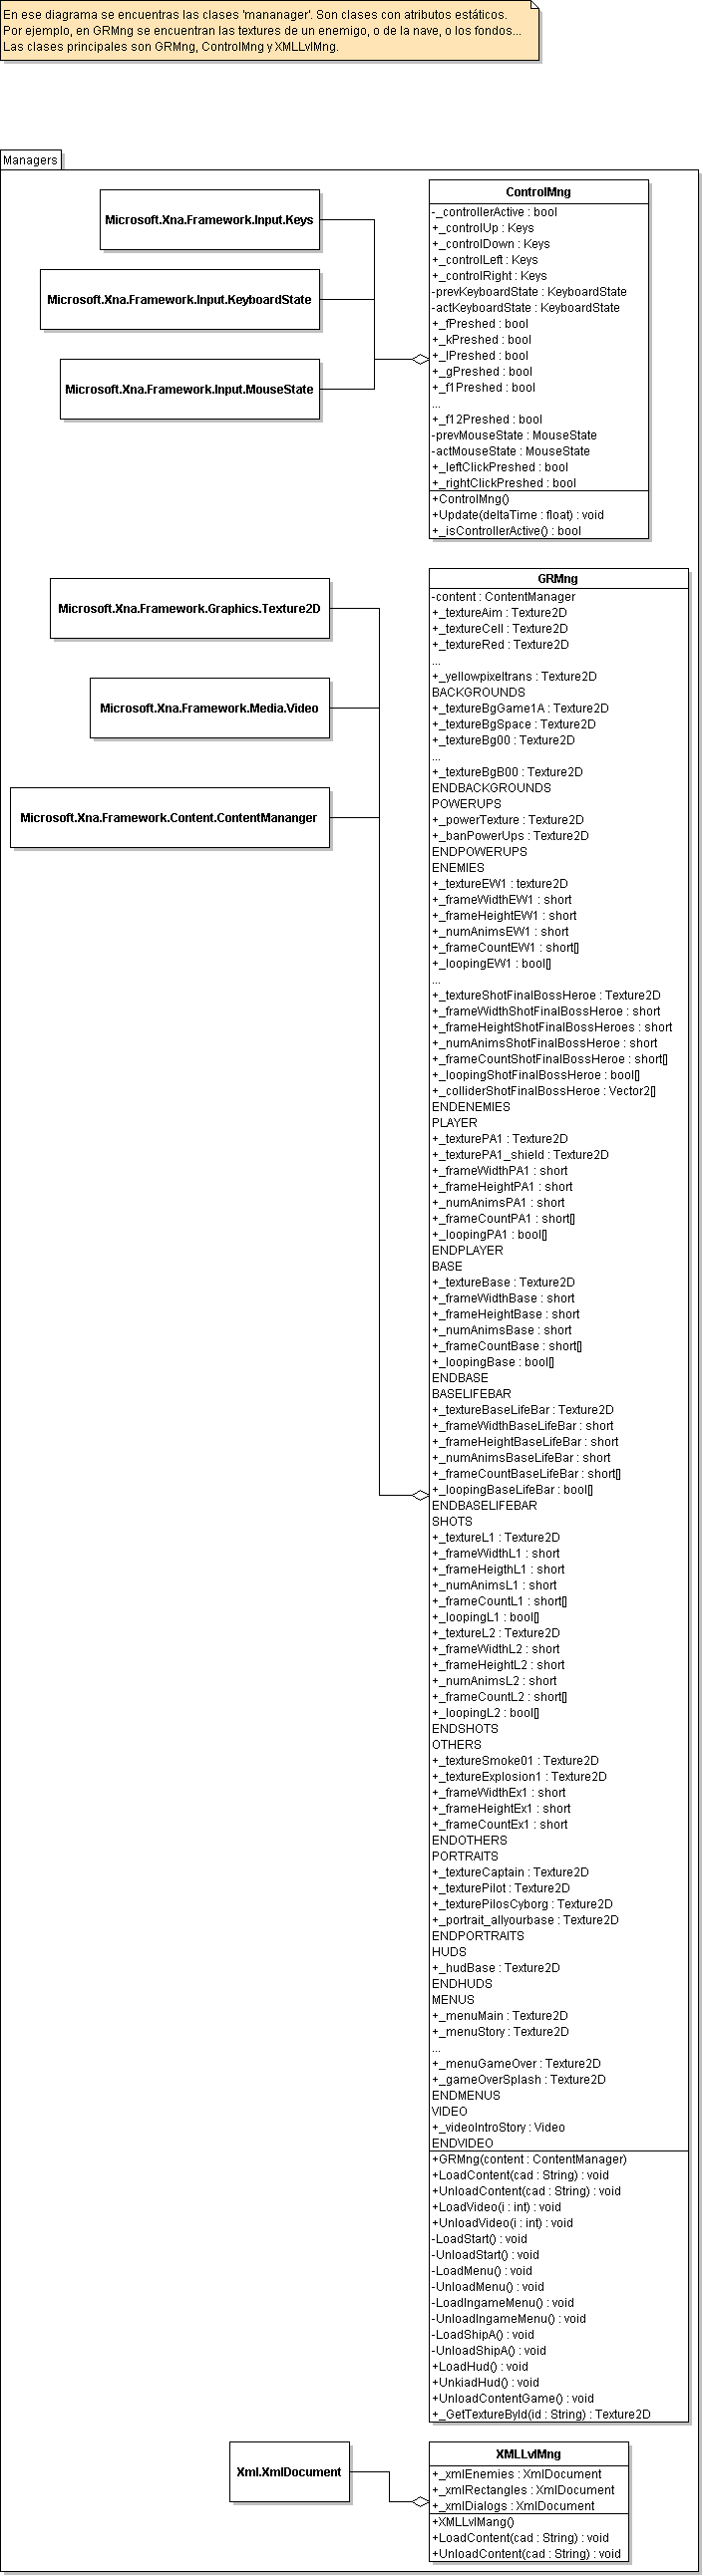 En ese diagrama se encuentras las clases 'mananager'. Son clases con atributos estáticos.
Por ejemplo, en GRMng se encuentran las textures de un enemigo, o de la nave, o los fondos...
Las clases principales son GRMng, ControlMng y XMLLvlMng.
Managers
Microsoft.Xna.Framework.Input.Keys
Microsoft.Xna.Framework.Input.KeyboardState
Microsoft.Xna.Framework.Input.MouseState
ControlMng
-_controllerActive : bool
+_controlUp : Keys
+_controlDown : Keys
+_controlLeft : Keys
+_controlRight : Keys
-prevKeyboardState : KeyboardState
-actKeyboardState : KeyboardState
+_fPreshed : bool
+_kPreshed : bool
+_lPreshed : bool
+_gPreshed : bool
+_f1Preshed : bool
...
+_f12Preshed : bool
-prevMouseState : MouseState
-actMouseState : MouseState
+_leftClickPreshed : bool
+_rightClickPreshed : bool
+ControlMng()
+Update(deltaTime : float) : void
+_isControllerActive() : bool
Microsoft.Xna.Framework.Graphics.Texture2D
Microsoft.Xna.Framework.Media.Video
Microsoft.Xna.Framework.Content.ContentMananger
GRMng
-content : ContentManager
+_textureAim : Texture2D
+_textureCell : Texture2D
+_textureRed : Texture2D
...
+_yellowpixeltrans : Texture2D
BACKGROUNDS
+_textureBgGame1A : Texture2D
+_textureBgSpace : Texture2D
+_textureBg00 : Texture2D
...
+_textureBgB00 : Texture2D
ENDBACKGROUNDS
POWERUPS
+_powerTexture : Texture2D
+_banPowerUps : Texture2D
ENDPOWERUPS
ENEMIES
+_textureEW1 : texture2D
+_frameWidthEW1 : short
+_frameHeightEW1 : short
+_numAnimsEW1 : short
+_frameCountEW1 : short[]
+_loopingEW1 : bool[]
...
+_textureShotFinalBossHeroe : Texture2D
+_frameWidthShotFinalBossHeroe : short
+_frameHeightShotFinalBossHeroes : short
+_numAnimsShotFinalBossHeroe : short
+_frameCountShotFinalBossHeroe : short[]
+_loopingShotFinalBossHeroe : bool[]
+_colliderShotFinalBossHeroe : Vector2[]
ENDENEMIES
PLAYER
+_texturePA1 : Texture2D
+_texturePA1_shield : Texture2D
+_frameWidthPA1 : short
+_frameHeightPA1 : short
+_numAnimsPA1 : short
+_frameCountPA1 : short[]
+_loopingPA1 : bool[]
ENDPLAYER
BASE
+_textureBase : Texture2D
+_frameWidthBase : short
+_frameHeightBase : short
+_numAnimsBase : short
+_frameCountBase : short[]
+_loopingBase : bool[]
ENDBASE
BASELIFEBAR
+_textureBaseLifeBar : Texture2D
+_frameWidthBaseLifeBar : short
+_frameHeightBaseLifeBar : short
+_numAnimsBaseLifeBar : short
+_frameCountBaseLifeBar : short[]
+_loopingBaseLifeBar : bool[]
ENDBASELIFEBAR
SHOTS
+_textureL1 : Texture2D
+_frameWidthL1 : short
+_frameHeigthL1 : short
+_numAnimsL1 : short
+_frameCountL1 : short[]
+_loopingL1 : bool[]
+_textureL2 : Texture2D
+_frameWidthL2 : short
+_frameHeightL2 : short
+_numAnimsL2 : short
+_frameCountL2 : short[]
+_loopingL2 : bool[]
ENDSHOTS
OTHERS
+_textureSmoke01 : Texture2D
+_textureExplosion1 : Texture2D
+_frameWidthEx1 : short
+_frameHeightEx1 : short
+_frameCountEx1 : short
ENDOTHERS
PORTRAITS
+_textureCaptain : Texture2D
+_texturePilot : Texture2D
+_texturePilosCyborg : Texture2D
+_portrait_allyourbase : Texture2D
ENDPORTRAITS
HUDS
+_hudBase : Texture2D
ENDHUDS
MENUS
+_menuMain : Texture2D
+_menuStory : Texture2D
...
+_menuGameOver : Texture2D
+_gameOverSplash : Texture2D
ENDMENUS
VIDEO
+_videoIntroStory : Video
ENDVIDEO
+GRMng(content : ContentManager)
+LoadContent(cad : String) : void
+UnloadContent(cad : String) : void
+LoadVideo(i : int) : void
+UnloadVideo(i : int) : void
-LoadStart() : void
-UnloadStart() : void
-LoadMenu() : void
-UnloadMenu() : void
-LoadIngameMenu() : void
-UnloadIngameMenu() : void
-LoadShipA() : void
-UnloadShipA() : void
+LoadHud() : void
+UnkiadHud() : void
+UnloadContentGame() : void
+_GetTextureById(id : String) : Texture2D
Xml.XmlDocument
XMLLvlMng
+_xmlEnemies : XmlDocument
+_xmlRectangles : XmlDocument
+_xmlDialogs : XmlDocument
+XMLLvlMang()
+LoadContent(cad : String) : void
+UnloadContent(cad : String) : void